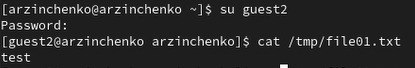 [arzinchenko@arzinchenko ~]$ su guest2
Password:
[guest2@arzinchenko arzinchenko]$ cat /tmp/file01.txt
test